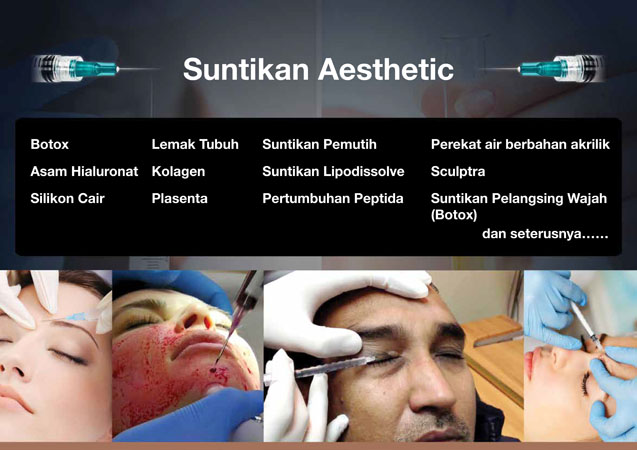 Suntikan Aesthetic
Botox
Lemak Tubuh
Suntikan Pemutih
Perekat air berbahan akrilik
Asam Hialuronat
Kolagen
Suntikan Lipodissolve
Sculptra
Silikon Cair
Plasenta
Pertumbuhan Peptida
Suntikan Pelangsing Wajah
(Botox)
dan seterusnya......